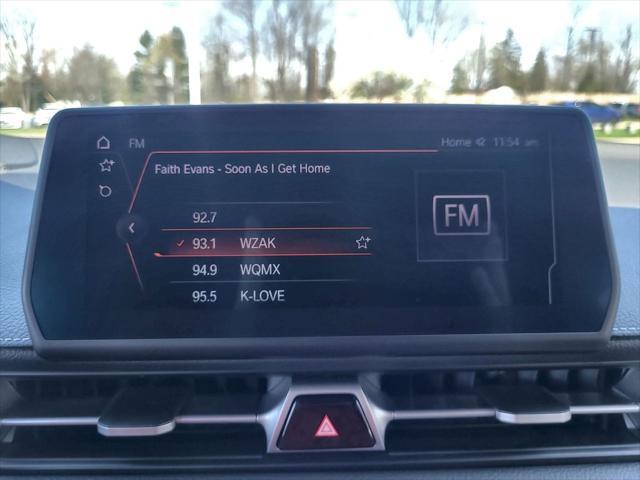 FM
Home 11:54 am
Faith Evans - Soon As I Get Home
92.7
93.1 WZAK
FM
94.9 WQMX
95.5 K-LOVE